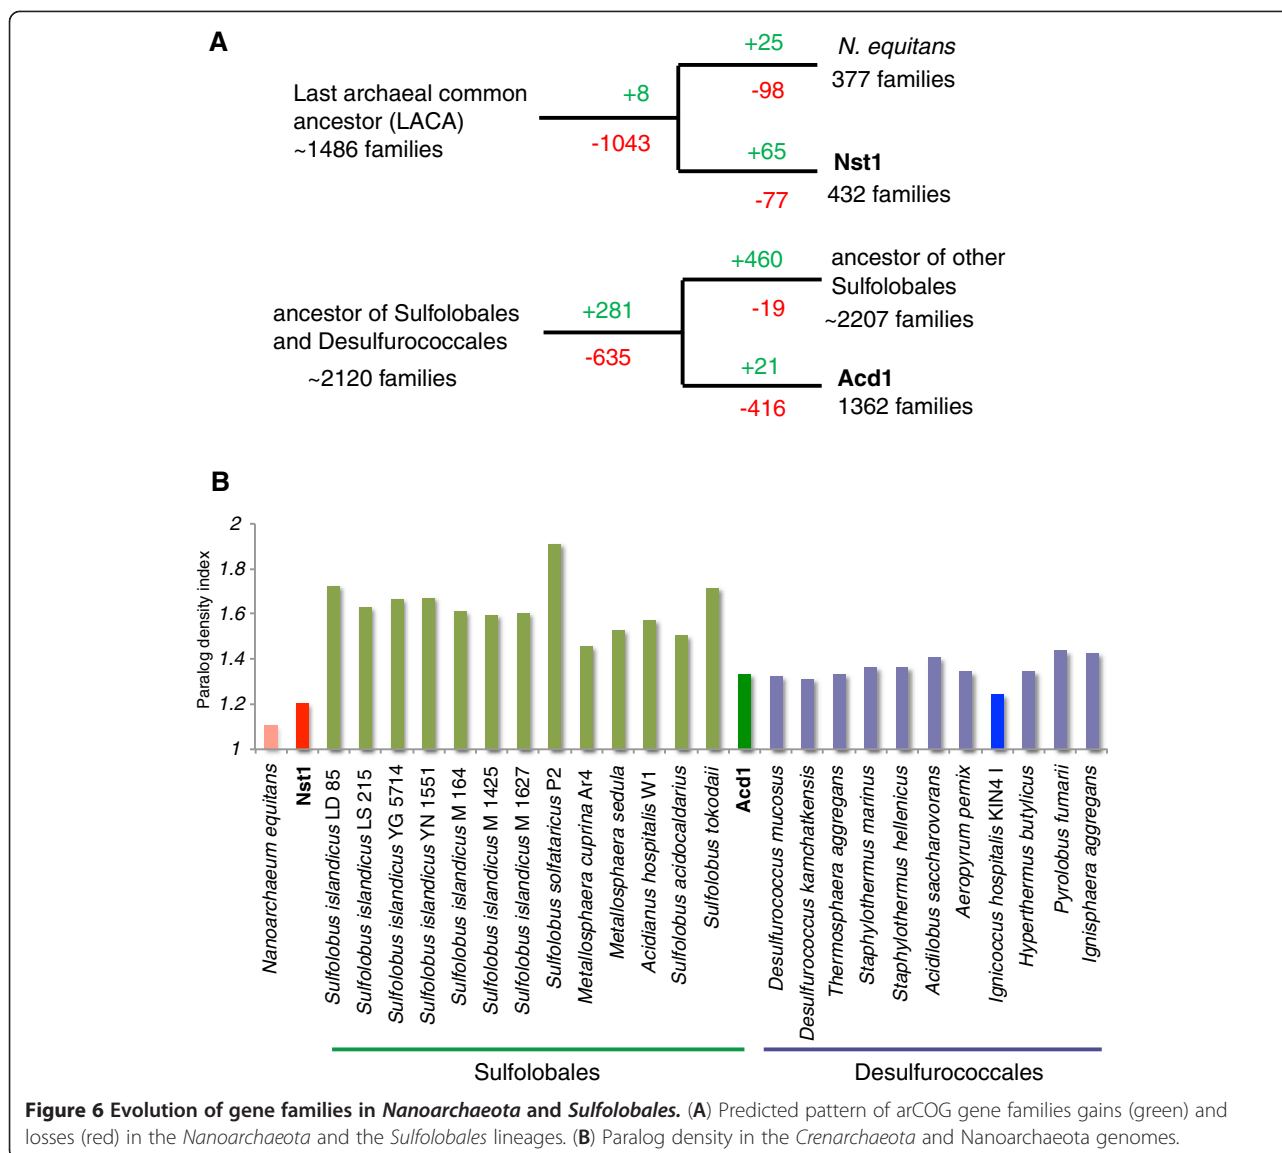 A
Last archaeal common
ancestor (LACA)
~1486 families
+8
-1043
+25
-98
N. equitans
377 families
+65
-77
Nst1
432 families
ancestor of Sulfolobales
and Desulfurococcales
~2120 families
+281
-635
+460
-19
ancestor of other
Sulfolobales
~2207 families
+21
-416
Acd1
1362 families
B
Paralog density index
2
1.8
1.6
1.4
1.2
1
Nanoarchaeum equitans
Nst1
Sulfolobus islandicus LD 85
Sulfolobus islandicus LS 215
Sulfolobus islandicus YG 5714
Sulfolobus islandicus YN 1551
Sulfolobus islandicus M 164
Sulfolobus islandicus M 1425
Sulfolobus islandicus M 1627
Sulfolobus solfataricus P2
Metallosphaera cuprina Ar4
Metallosphaera sedula
Acidianus hospitalis W1
Sulfolobus acidocaldarius
Sulfolobus tokodaii
Acd1
Desulfurococcus mucosus
Desulfurococcus kamchatkensis
Thermosphaera aggregans
Staphylothermus marinus
Staphylothermus hellenicus
Acidilobus saccharovorans
Aeropyrum pernix
Ignicoccus hospitalis KIN4 I
Hyperthermus butylicus
Pyrolobus fumarii
Ignisphaera aggregans
Sulfolobales
Desulfurococcales
Figure 6 Evolution of gene families in Nanoarchaeota and Sulfolobales. (A) Predicted pattern of arCOG gene families gains (green) and
losses (red) in the Nanoarchaeota and the Sulfolobales lineages. (B) Paralog density in the Crenarchaeota and Nanoarchaeota genomes.